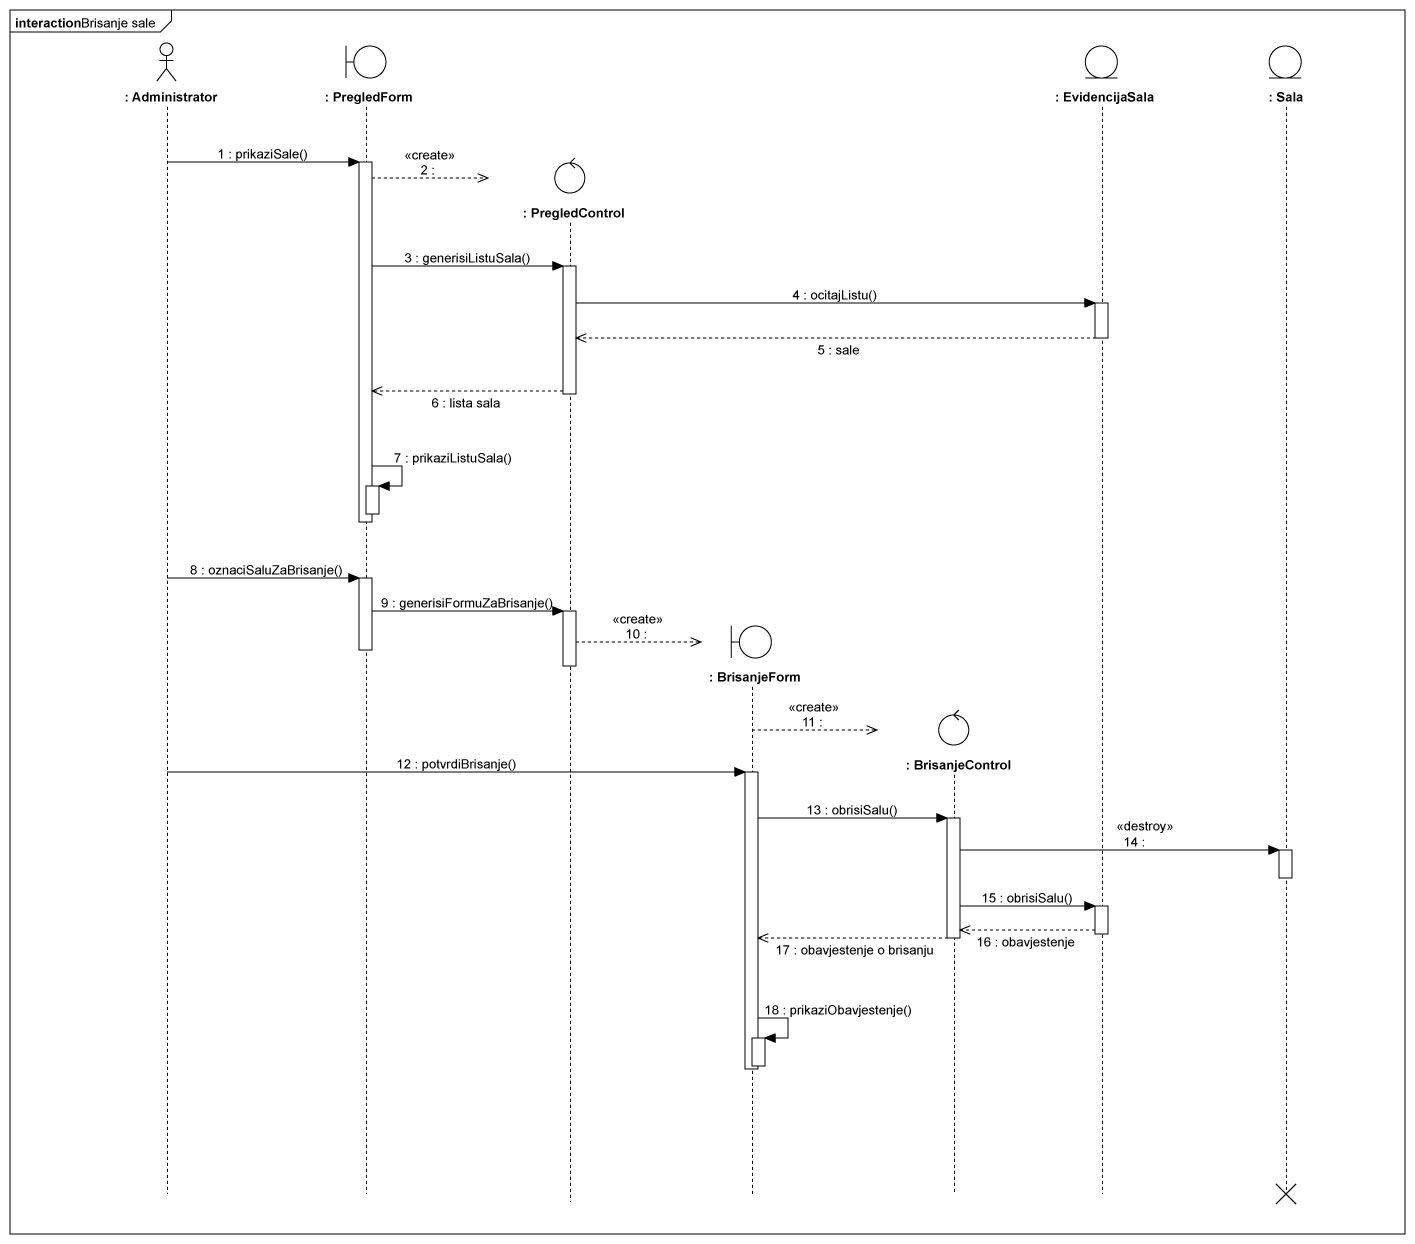 interactionBrisanje sale
: Administrator
: PregledForm
: EvidencijaSala
: Sala
1 : prikaziSale()
«create»
2 :
: PregledControl
3 : generisiListuSala()
4 : ocitajListu()
5 : sale
6 : lista sala
7 : prikaziListuSala()
8 : oznaciSaluZaBrisanje()
9 : generisiFormuZaBrisanje()
«create»
10 :
: BrisanjeForm
«create»
11 :
: BrisanjeControl
12 : potvrdiBrisanje()
13 : obrisiSalu()
«destroy»
14 :
15 : obrisiSalu()
16 : obavjestenje
17 : obavjestenje o brisanju
18 : prikaziObavjestenje()